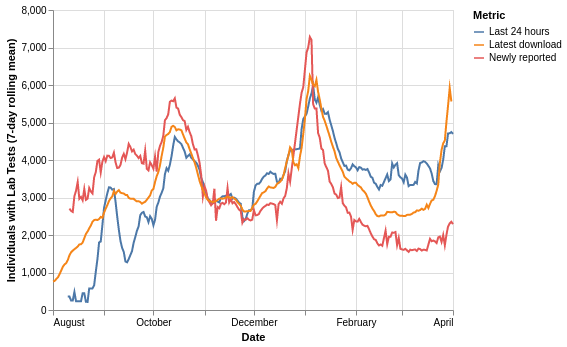 8,000
7,000
6,000
5,000
4,000
3,000
2,000
1,000
0
Individuals with Lab Tests (7-day rolling mean)
August
October
December
February
April
Date
Metric
Last 24 hours
Latest download
Newly reported